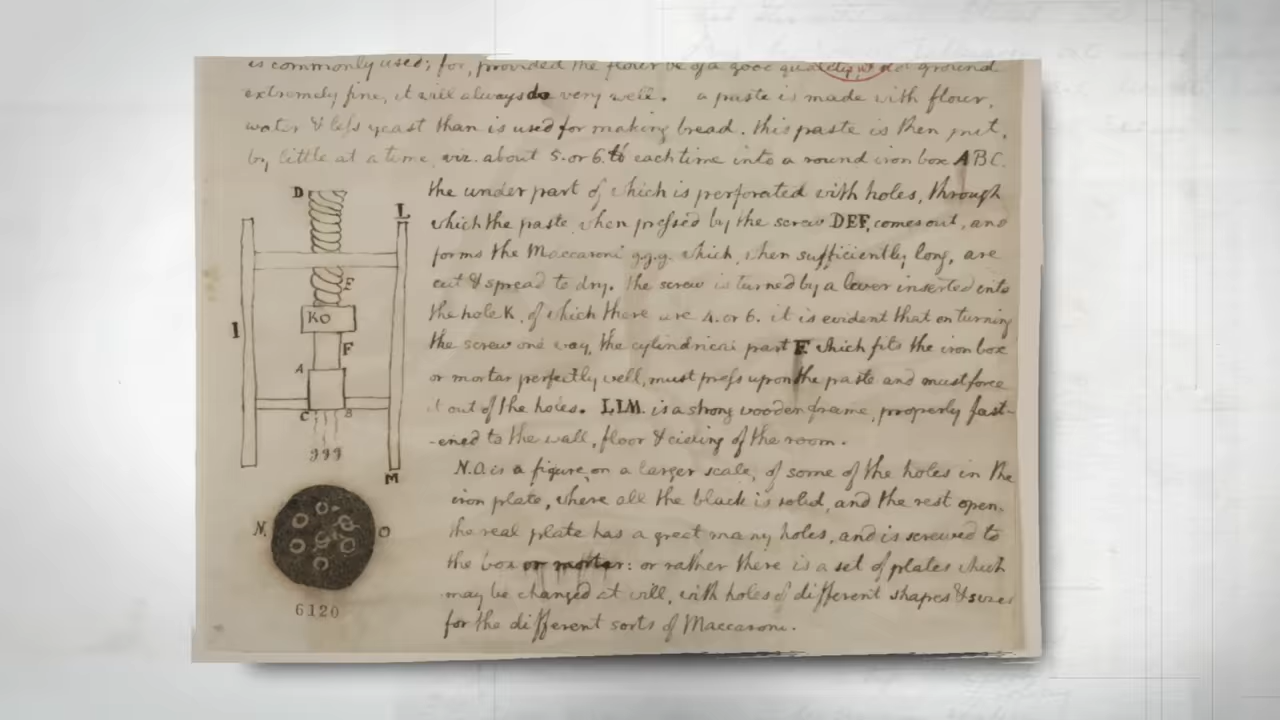 is commonly used; for, provided the flour be of a good quality, & not ground
extremely fine, it will always do very well. a paste is made with flour,
water & less yeast than is used for making bread. this paste is then put,
by little at a time, viz. about 5. or 6. ℔ each time into a round iron box ABC.
the under part of which is perforated with holes, through
which the paste, when pressed by the screw DEF, comes out, and
forms the Maccaroni g.g.g. which, when sufficiently long, are
cut & spread to dry. the screw is turned by a lever inserted into
the hole K, of which there are 4. or 6. it is evident that on turning
the screw one way, the cylindrical part F. which fits the iron box
or mortar perfectly well, must press upon the paste and must force
it out of the holes. LLM. is a strong wooden frame, properly fast-
-ened to the wall, floor & cieling of the room.
N.O. is a figure, on a larger scale, of some of the holes in the
iron plate, where all the black is solid, and the rest open.
the real plate has a great many holes, and is screwed to
the box or mortar: or rather there is a set of plates which
may be changed at will, with holes of different shapes & sizes
for the different sorts of Maccaroni.
D
L
E
I
KO
F
A
C B
ggg
M
N. O
6120